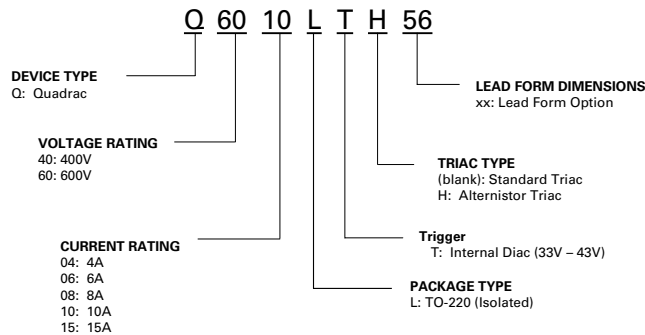 Q 60 10 L T H 56
DEVICE TYPE
Q: Quadrac
VOLTAGE RATING
40: 400V
60: 600V
CURRENT RATING
04: 4A
06: 6A
08: 8A
10: 10A
15: 15A
LEAD FORM DIMENSIONS
xx: Lead Form Option
TRIAC TYPE
(blank): Standard Triac
H: Alternistor Triac
Trigger
T: Internal Diac (33V – 43V)
PACKAGE TYPE
L: TO-220 (Isolated)